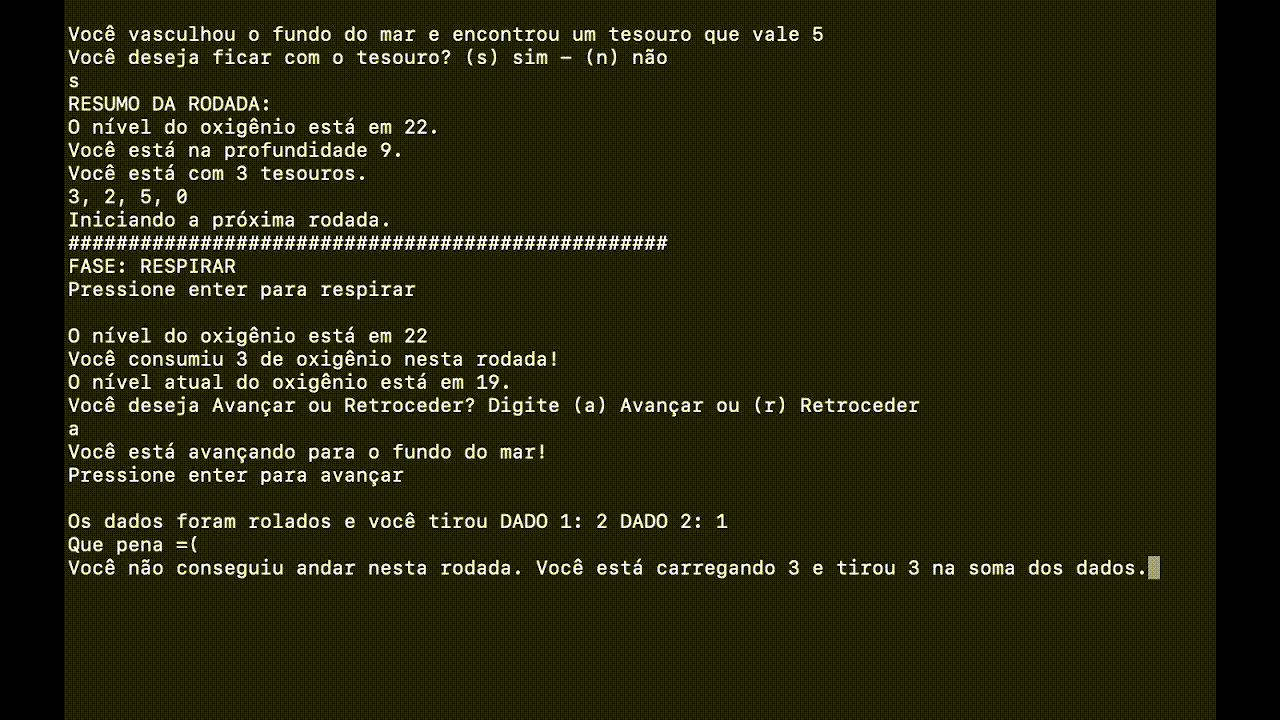 Você vasculhou o fundo do mar e encontrou um tesouro que vale 5
Você deseja ficar com o tesouro? (s) sim – (n) não
s
RESUMO DA RODADA:
O nível do oxigênio está em 22.
Você está na profundidade 9.
Você está com 3 tesouros.
3, 2, 5, 0
Iniciando a próxima rodada.
##################################################
FASE: RESPIRAR
Pressione enter para respirar
O nível do oxigênio está em 22
Você consumiu 3 de oxigênio nesta rodada!
O nível atual do oxigênio está em 19.
Você deseja Avançar ou Retroceder? Digite (a) Avançar ou (r) Retroceder
a
Você está avançando para o fundo do mar!
Pressione enter para avançar
Os dados foram rolados e você tirou DADO 1: 2 DADO 2: 1
Que pena =(
Você não conseguiu andar nesta rodada. Você está carregando 3 e tirou 3 na soma dos dados.